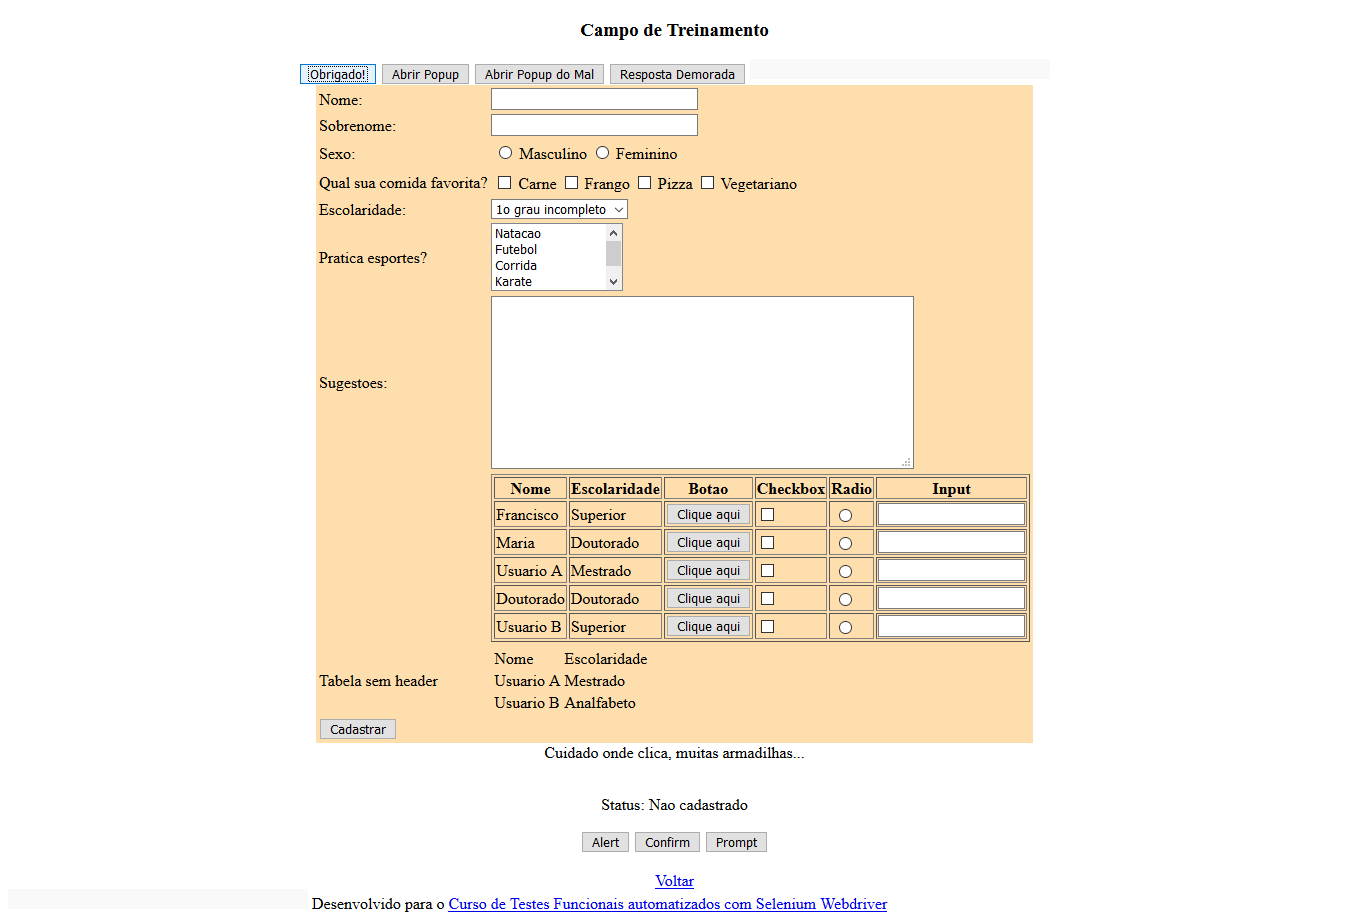 Campo de Treinamento
Obrigado! Abrir Popup Abrir Popup do Mal Resposta Demorada
Nome:
Sobrenome:
Sexo: Masculino Feminino
Qual sua comida favorita? Carne Frango Pizza Vegetariano
Escolaridade: 1o grau incompleto
Natacao
Futebol
Pratica esportes?
Corrida
Karate
Sugestoes:
Nome Escolaridade Botao Checkbox Radio Input
Francisco Superior Clique aqui
Maria Doutorado Clique aqui
Usuario A Mestrado Clique aqui
Doutorado Doutorado Clique aqui
Usuario B Superior Clique aqui
Nome Escolaridade
Tabela sem header Usuario A Mestrado
Usuario B Analfabeto
Cadastrar
Cuidado onde clica, muitas armadilhas...
Status: Nao cadastrado
Alert Confirm Prompt
Voltar
Desenvolvido para o Curso de Testes Funcionais automatizados com Selenium Webdriver